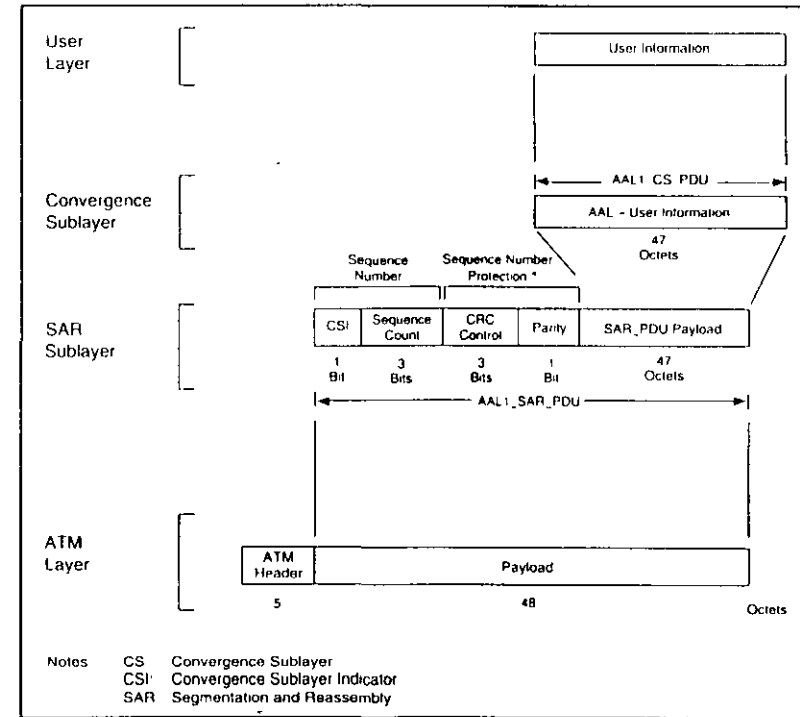 User Layer
User Information
AAL1_CS_PDU
Convergence Sublayer
AAL - User Information
47 Octets
Sequence Number
Sequence Number Protection *
SAR Sublayer
CSI
Sequence Count
CRC Control
Parity
SAR_PDU Payload
1 Bit
3 Bits
3 Bits
1 Bit
47 Octets
AAL1_SAR_PDU
ATM Layer
ATM Header
Payload
5
48
Octets
Notes CS Convergence Sublayer
CSI Convergence Sublayer Indicator
SAR Segmentation and Reassembly